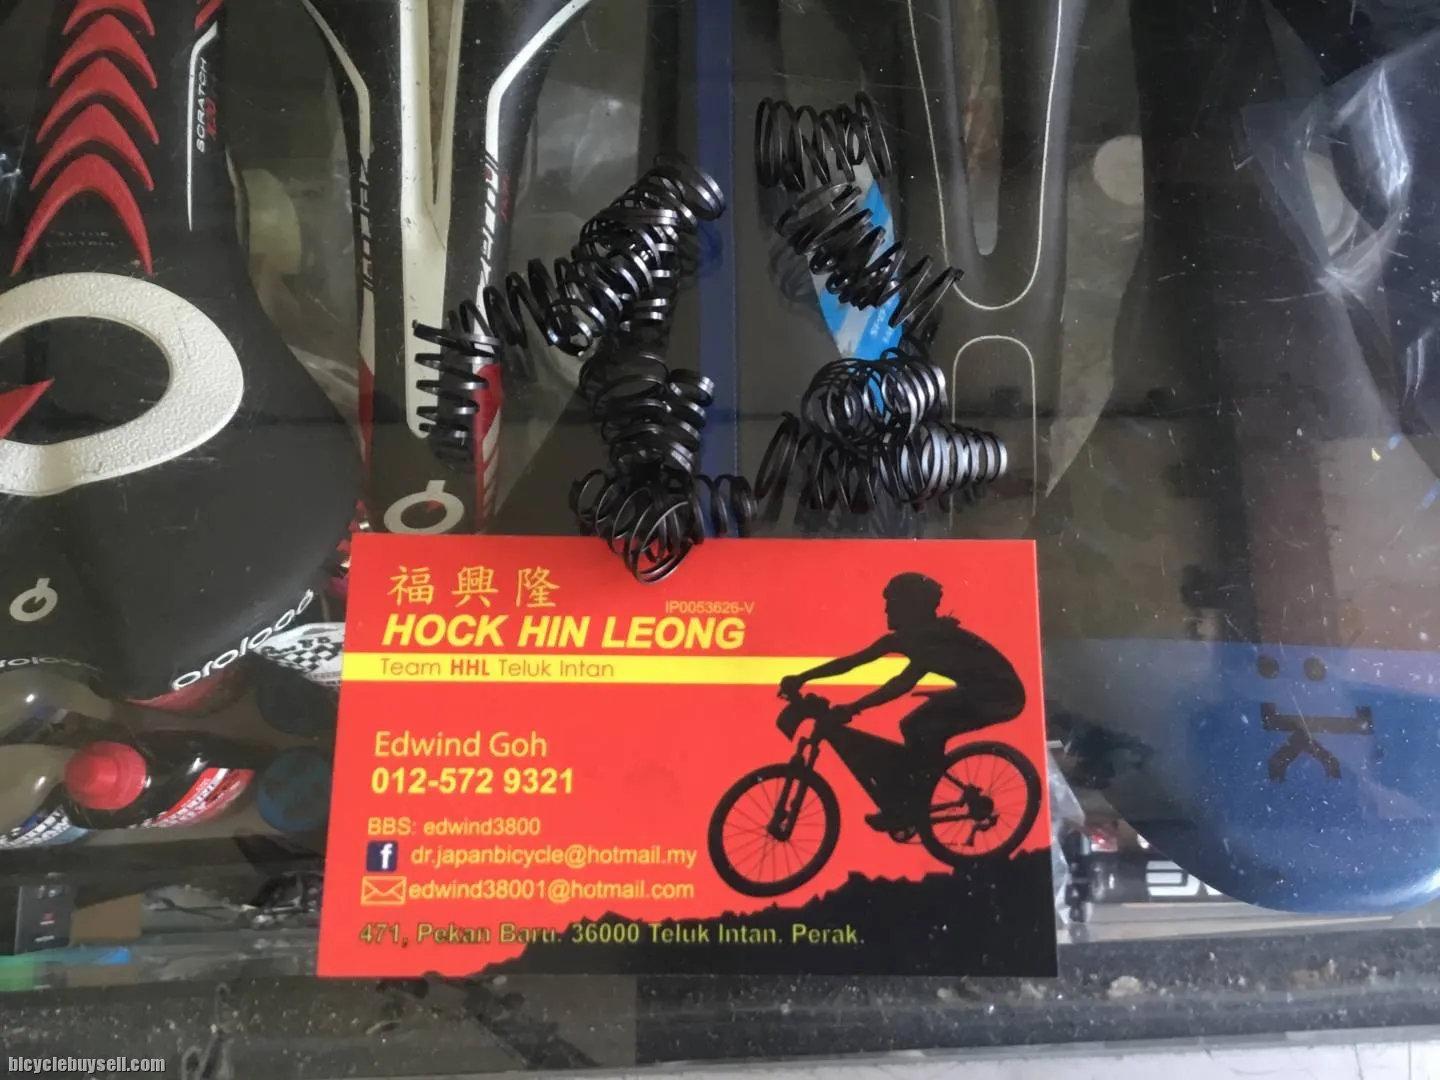 SCRATCH
福興隆
IP0053626-V
HOCK HIN LEONG
Team HHL Teluk Intan
Edwind Goh
012-572 9321
BBS: edwind3800
f dr.japanbicycle@hotmail.my
edwind38001@hotmail.com
471, Pekan Baru. 36000 Teluk Intan. Perak.
prologo
:k
bicyclebuysell.com